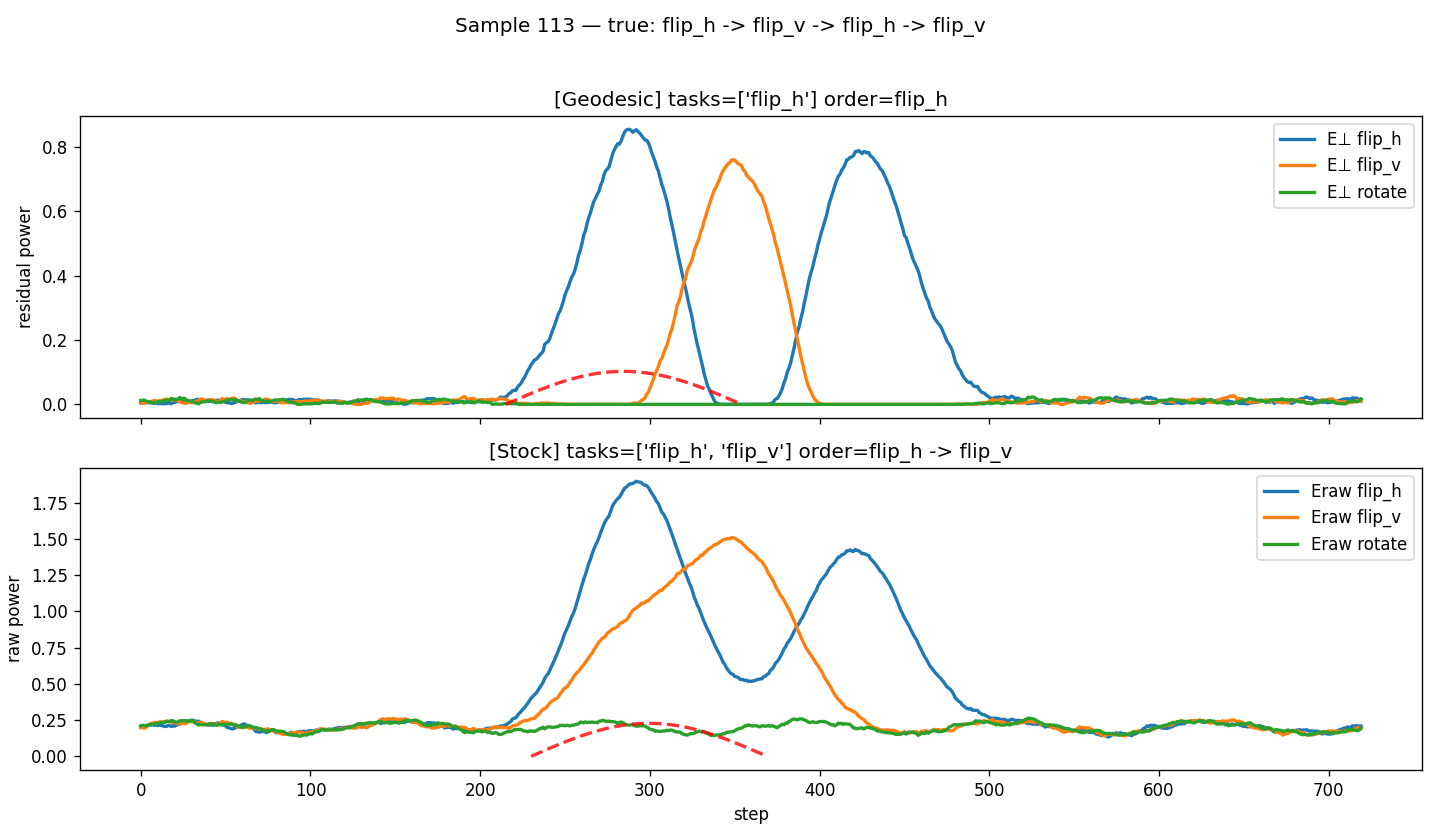 Sample 113 — true: flip_h -> flip_v -> flip_h -> flip_v
[Geodesic] tasks=['flip_h'] order=flip_h
residual power
0.8
0.6
0.4
0.2
0.0
E⊥ flip_h
E⊥ flip_v
E⊥ rotate
[Stock] tasks=['flip_h', 'flip_v'] order=flip_h -> flip_v
raw power
1.75
1.50
1.25
1.00
0.75
0.50
0.25
0.00
Eraw flip_h
Eraw flip_v
Eraw rotate
0 100 200 300 400 500 600 700
step